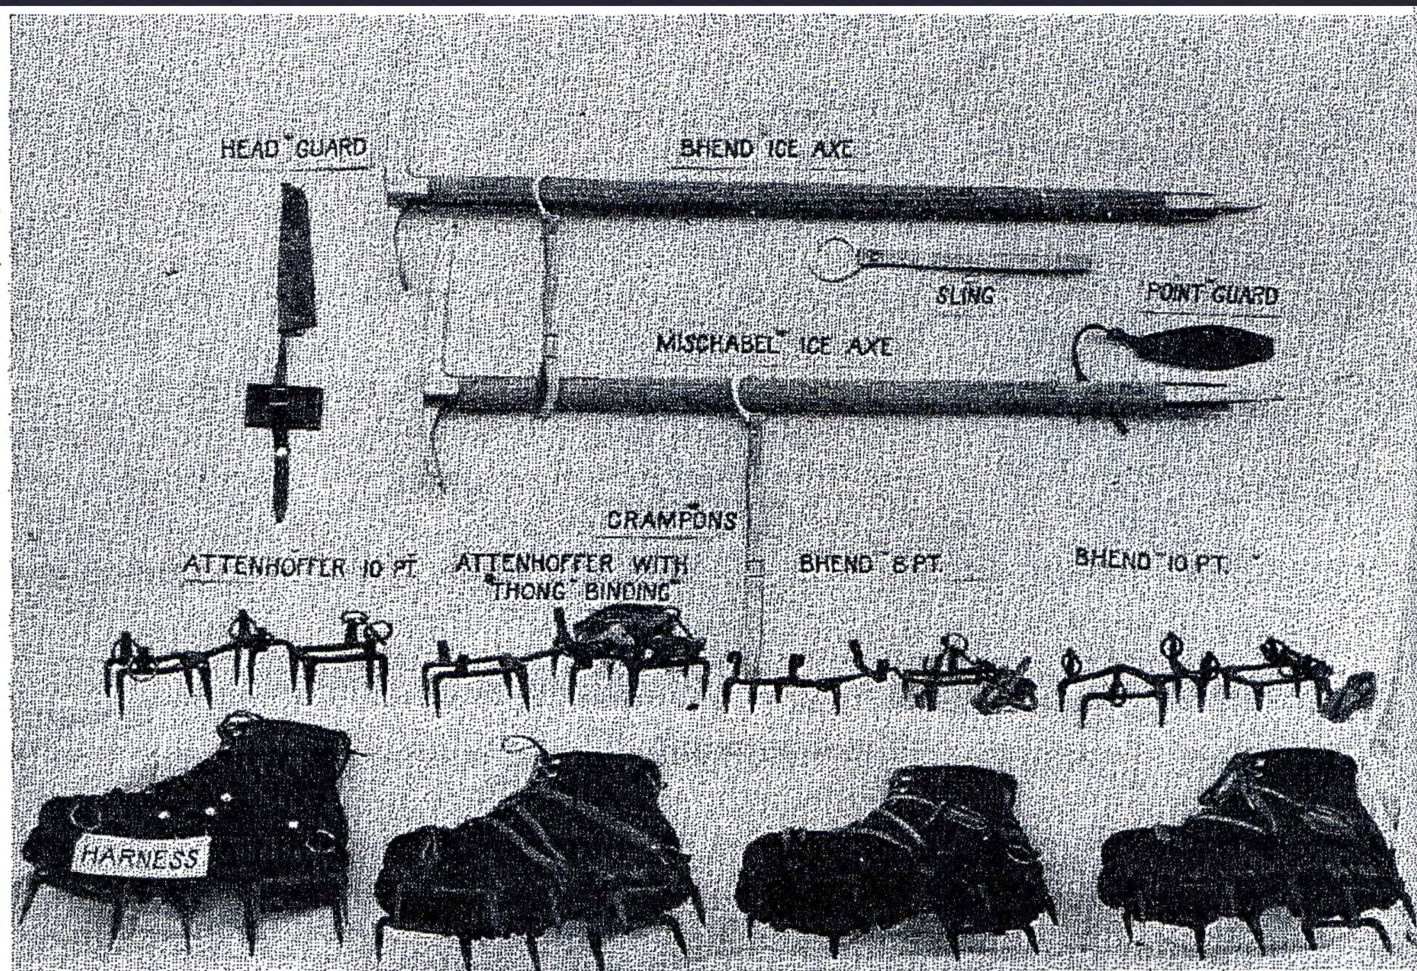 HEAD GUARD
BHEND ICE AXE
SLING
POINT GUARD
MISCHABEL ICE AXE
CRAMPONS
ATTENHOFFER 10 PT.
ATTENHOFFER WITH
"THONG BINDING"
BHEND 8 PT.
BHEND 10 PT.
HARNESS